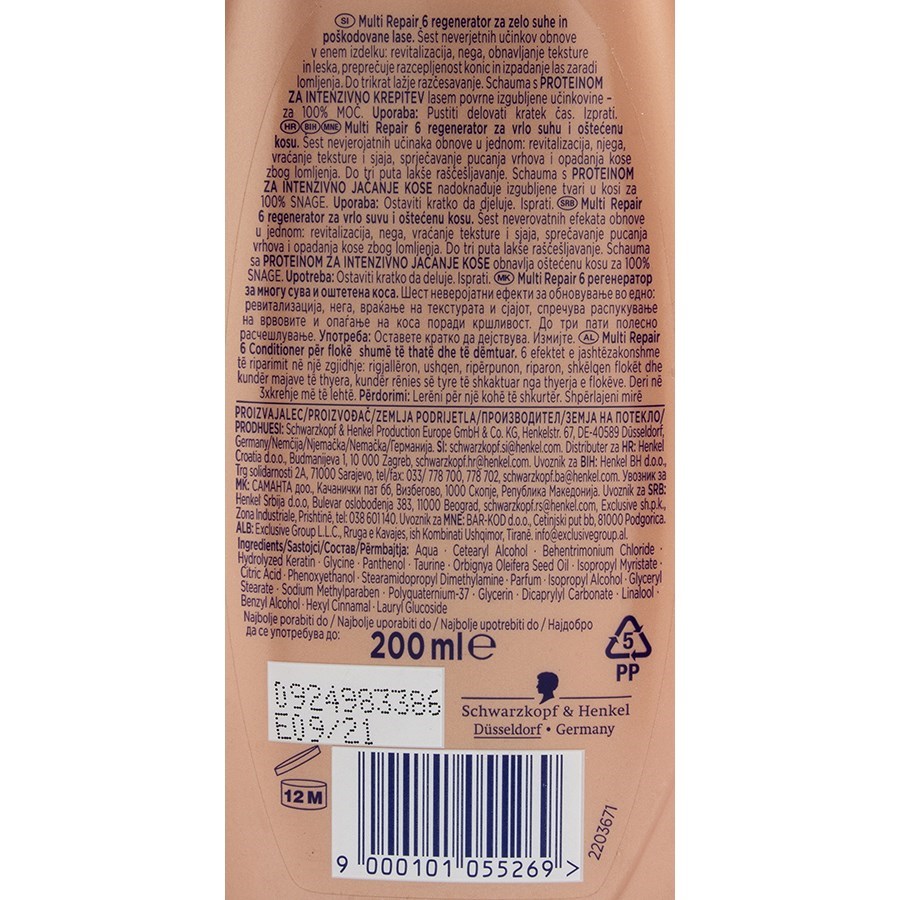 SI Multi Repair 6 regenerator za zelo suhe in
poškodovane lase. Šest neverjetnih učinkov obnove
v enem izdelku: revitalizacija, nega, obnavljanje teksture
in leska, preprečuje razcepljenost konic in izpadanje las zaradi
lomljenja. Do trikrat lažje razčesavanje. Schauma s PROTEINOM
ZA INTENZIVNO KREPITEV lasem povrne izgubljene učinkovine –
za 100% MOČ. Uporaba: Pustiti delovati kratek čas. Izprati.
HR BIH MNE Multi Repair 6 regenerator za vrlo suhu i oštećenu
kosu. Šest nevjerojatnih učinaka obnove u jednom: revitalizacija, njega,
vraćanje teksture i sjaja, sprječavanje pucanja vrhova i opadanja kose
zbog lomljenja. Do tri puta lakše raščešljavanje. Schauma s PROTEINOM
ZA INTENZIVNO JAČANJE KOSE nadoknađuje izgubljene tvari u kosi za
100% SNAGE. Uporaba: Ostaviti kratko da djeluje. Isprati. SRB Multi Repair
6 regenerator za vrlo suvu i oštećenu kosu. Šest neverovatnih efekata obnove
u jednom: revitalizacija, nega, vraćanje teksture i sjaja, sprečavanje pucanja
vrhova i opadanja kose zbog lomljenja. Do tri puta lakše raščešljavanje. Schauma
sa PROTEINOM ZA INTENZIVNO JAČANJE KOSE obnavlja oštećenu kosu za 100%
SNAGE. Upotreba: Ostaviti kratko da deluje. Isprati. MK Multi Repair 6 регенератор
за многу сува и оштетена коса. Шест неверојатни ефекти за обновување во едно:
ревитализација, нега, враќање на текстурата и сјајот, спречува распукување
на врвовите и опаѓање на коса поради кршливост. До три пати полесно
расчешлување. Употреба: Оставете кратко да дејствува. Измијте. AL Multi Repair
6 Conditioner për flokë shumë të thatë dhe të dëmtuar. 6 efektet e jashtëzakonshme
të riparimit në një zgjidhje: rigjallëron, ushqen, ripërpunon, riparon, shkëlqen flokët dhe
kundër majave të thyera, kundër rënies së tyre të shkaktuar nga thyerja e flokëve. Deri në
3xkrehje më të lehtë. Përdorimi: Lereni për një kohë të shkurtër. Shpërlajeni mirë
PROIZVAJALEC/PROIZVOĐAČ/ZEMLJA PODRIJETLA/ПРОИЗВОДИТЕЛ/ЗЕМЈА НА ПОТЕКЛО/
PRODHUESI: Schwarzkopf & Henkel Production Europe GmbH & Co. KG, Henkelstr. 67, DE-40589 Düsseldorf,
Germany/Nemčija/Njemačka/Nemačka/Германија. SI: schwarzkopf.si@henkel.com. Distributer za HR: Henkel
Croatia d.o.o., Budmanijeva 1, 10 000 Zagreb, schwarzkopf.hr@henkel.com. Uvoznik za BIH: Henkel BH d.o.o.,
Trg solidarnosti 2A, 71000 Sarajevo, tel/fax: 033/ 778 700, 778 702, schwarzkopf.ba@henkel.com. Увозник за
MK: САМАНТА доо., Качанички пат бб, Визбегово, 1000 Скопје, Република Македонија. Uvoznik za SRB:
Henkel Srbija d.o.o, Bulevar oslobođenja 383, 11000 Beograd, schwarzkopf.rs@henkel.com, Exclusive sh.p.k.,
Zona Industriale, Prishtinë, tel: 038 601 140. Uvoznik za MNE: BAR-KOD d.o.o., Cetinjski put bb, 81000 Podgorica.
ALB: Exclusive Group L.L.C., Rruga e Kavajes, ish Kombinati Ushqimor, Tiranë. info@exclusivegroup.al.
Ingredients/Sastojci/Состав/Përmbajtja: Aqua · Cetearyl Alcohol · Behentrimonium Chloride ·
Hydrolyzed Keratin · Glycine · Panthenol · Taurine · Orbignya Oleifera Seed Oil · Isopropyl Myristate ·
Citric Acid · Phenoxyethanol · Stearamidopropyl Dimethylamine · Parfum · Isopropyl Alcohol · Glyceryl
Stearate · Sodium Methylparaben · Polyquaternium-37 · Glycerin · Dicaprylyl Carbonate · Linalool ·
Benzyl Alcohol · Hexyl Cinnamal · Lauryl Glucoside
Najbolje porabiti do / Najbolje uporabiti do / Najbolje upotrebiti do / Најдобро
да се употребува до:
200 ml e
5
PP
0924983386
E09/21
Schwarzkopf & Henkel
Düsseldorf • Germany
12 M
9 000101 055269 >
2203671